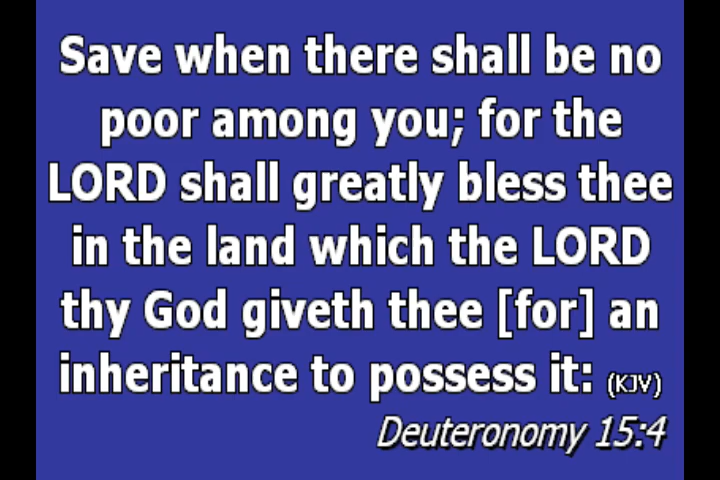 Save when there shall be no
poor among you; for the
LORD shall greatly bless thee
in the land which the LORD
thy God giveth thee [for] an
inheritance to possess it: (KJV)
Deuteronomy 15:4